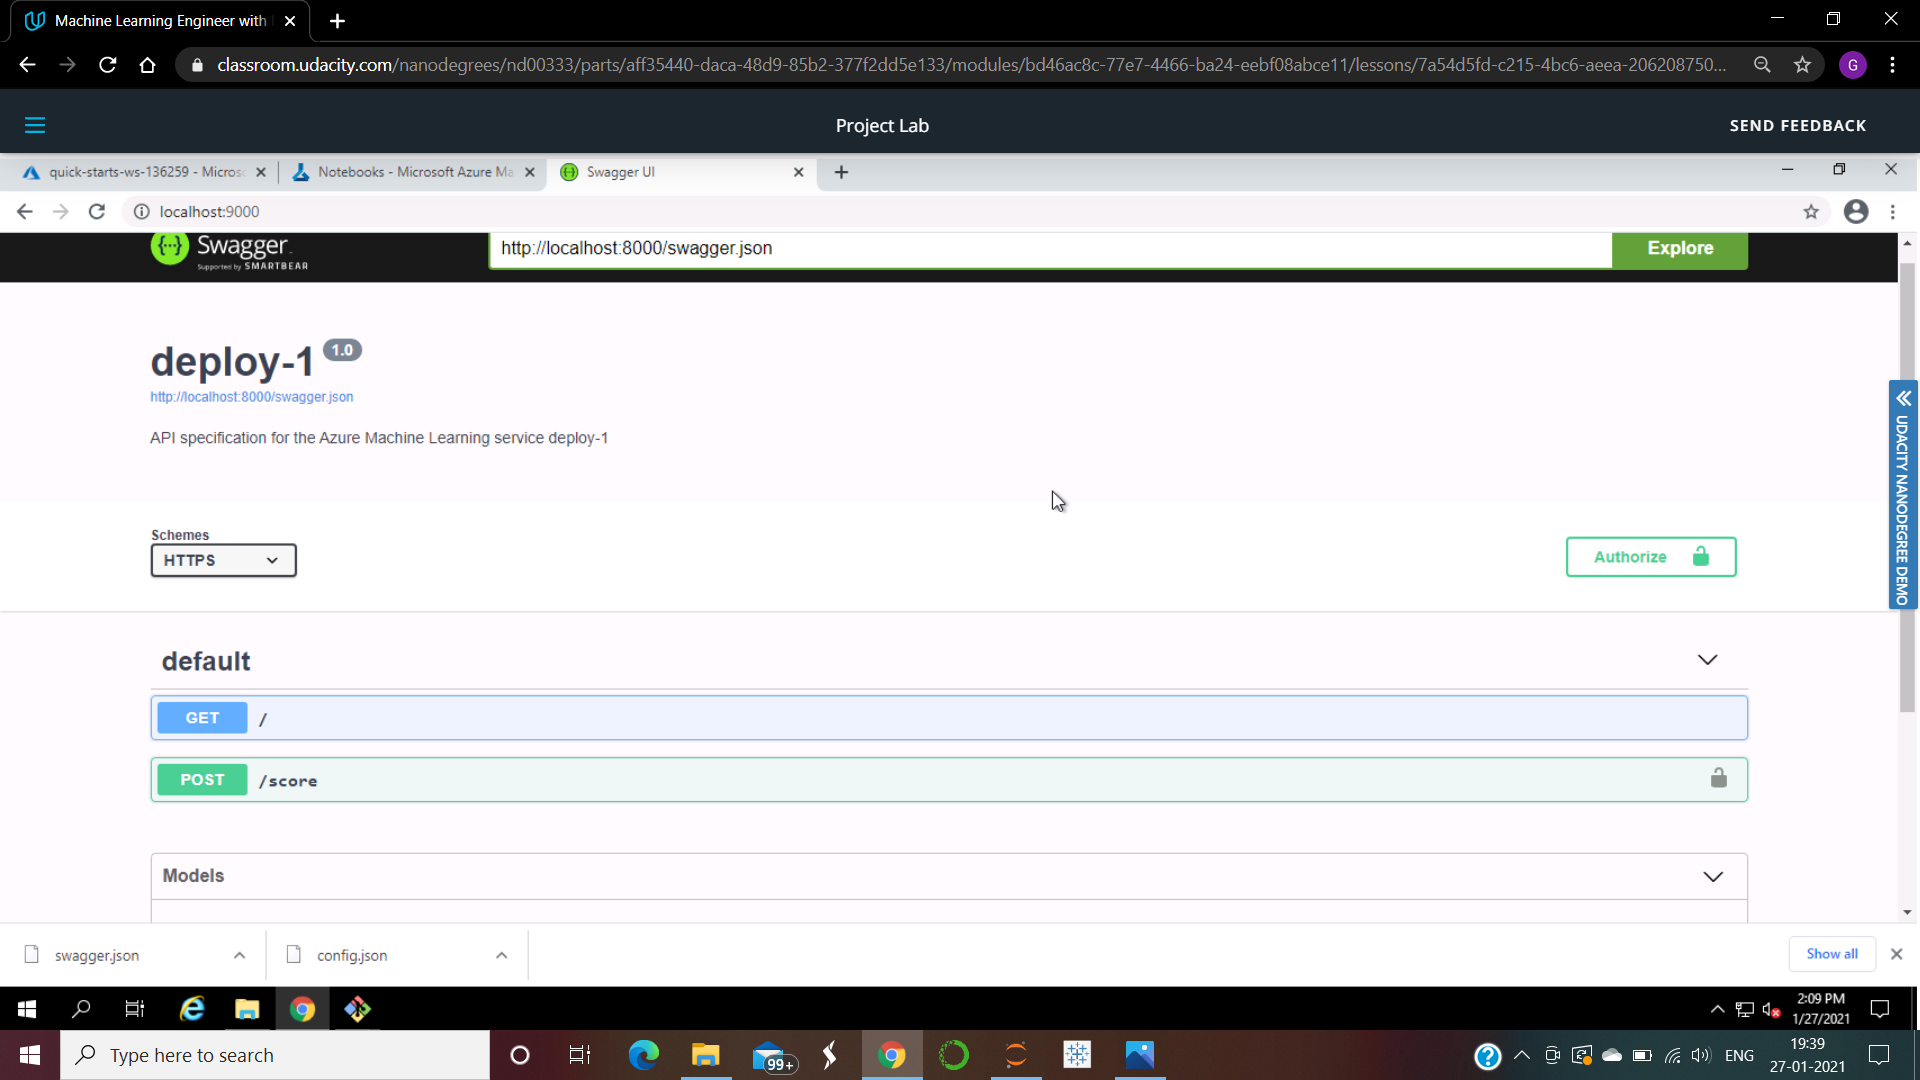 Machine Learning Engineer with
classroom.udacity.com/nanodegrees/nd00333/parts/aff35440-daca-48d9-85b2-377f2dd5e133/modules/bd46ac8c-77e7-4466-ba24-eebf08abce11/lessons/7a54d5fd-c215-4bc6-aeea-206208750...
G
Project Lab
SEND FEEDBACK
quick-starts-ws-136259 - Micros
Notebooks - Microsoft Azure Ma
Swagger UI
localhost:9000
Swagger
Supported by SMARTBEAR
http://localhost:8000/swagger.json
Explore
deploy-1 1.0
http://localhost:8000/swagger.json
API specification for the Azure Machine Learning service deploy-1
UDACITY NANODEGREE DEMO
Schemes
HTTPS
Authorize
default
GET /
POST /score
Models
swagger.json
config.json
Show all
2:09 PM
1/27/2021
Type here to search
99+
ENG
19:39
27-01-2021